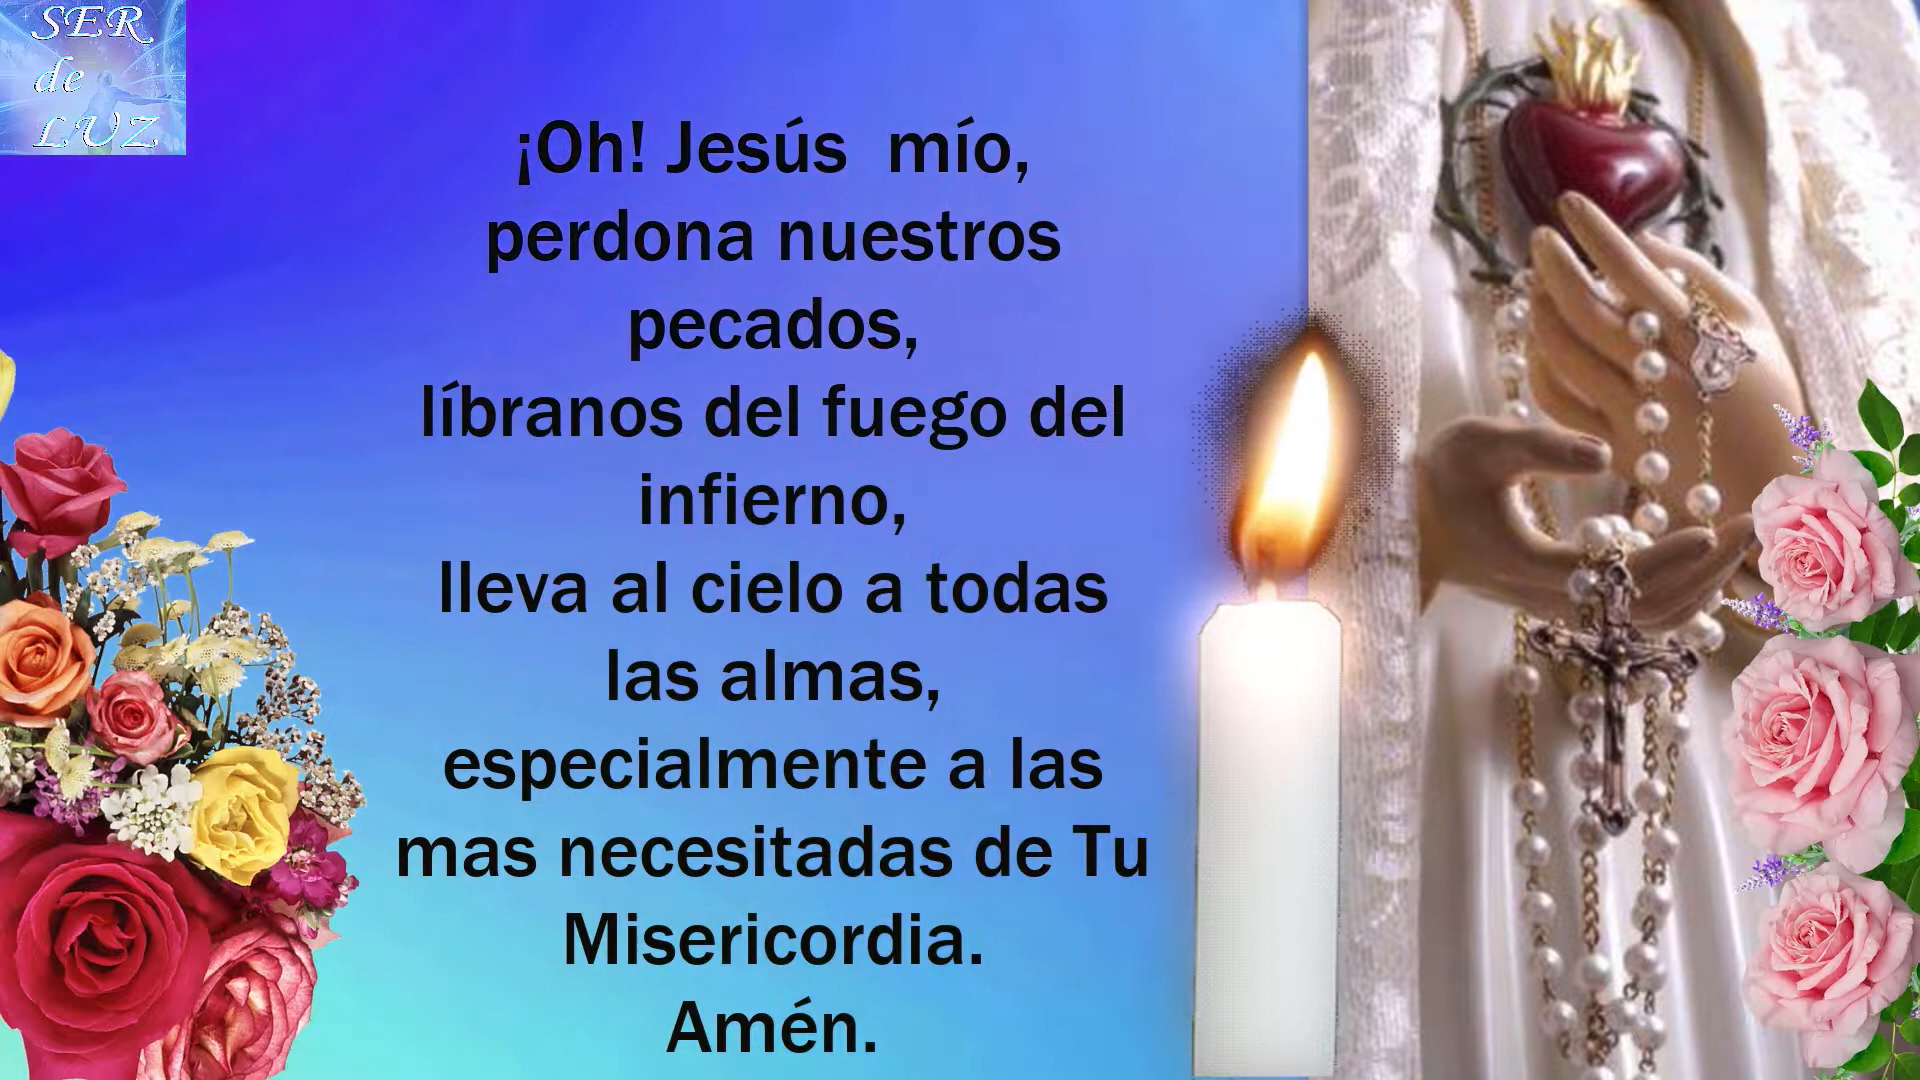 SER
de
LUZ
¡Oh! Jesús mío,
perdona nuestros
pecados,
líbranos del fuego del
infierno,
lleva al cielo a todas
las almas,
especialmente a las
mas necesitadas de Tu
Misericordia.
Amén.